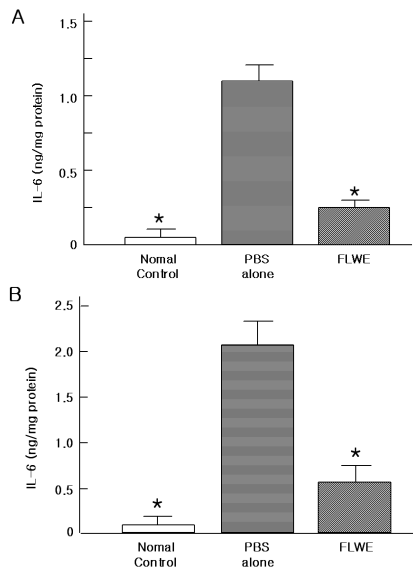 A
1.5
1.0
0.5
0
IL-6 (ng/mg protein)
*
*
Nomal
Control
PBS
alone
FLWE
B
2.5
2.0
1.5
1.0
0.5
0
IL-6 (ng/mg protein)
*
*
Nomal
Control
PBS
alone
FLWE